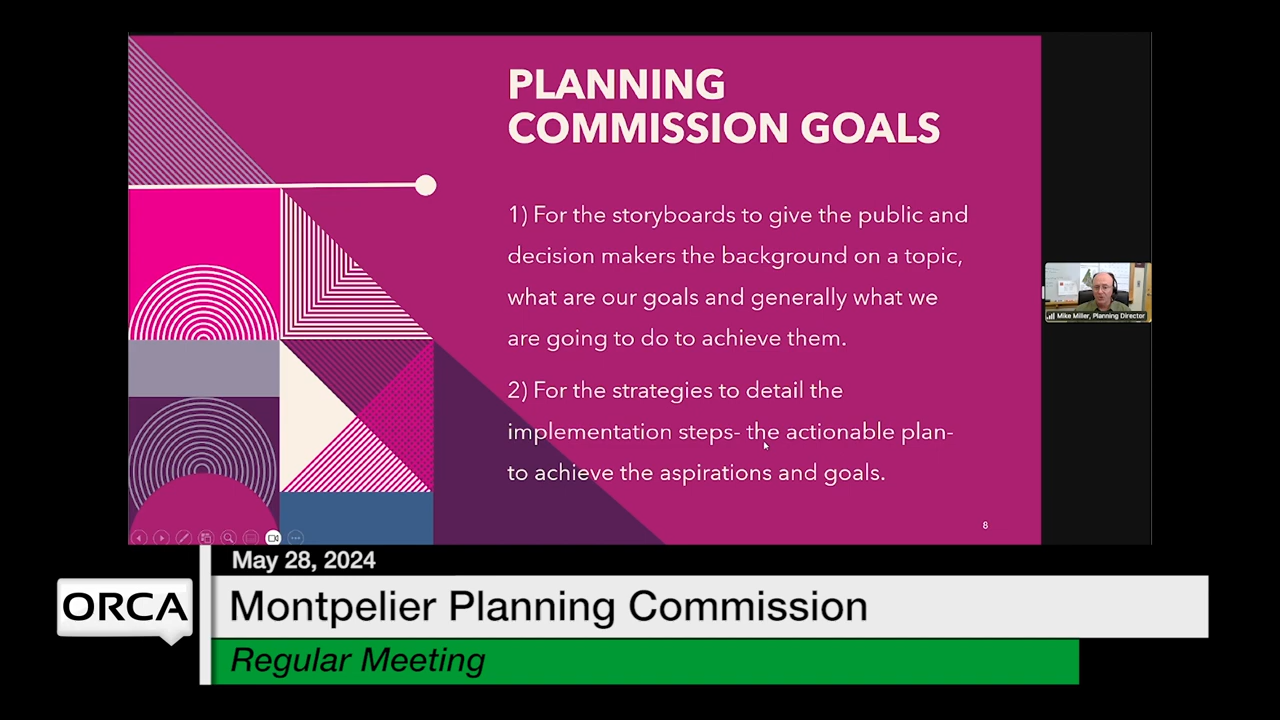 PLANNING
COMMISSION GOALS
1) For the storyboards to give the public and
decision makers the background on a topic,
what are our goals and generally what we
are going to do to achieve them.
2) For the strategies to detail the
implementation steps- the actionable plan-
to achieve the aspirations and goals.
8
Mike Miller, Planning Director
May 28, 2024
ORCA
Montpelier Planning Commission
Regular Meeting